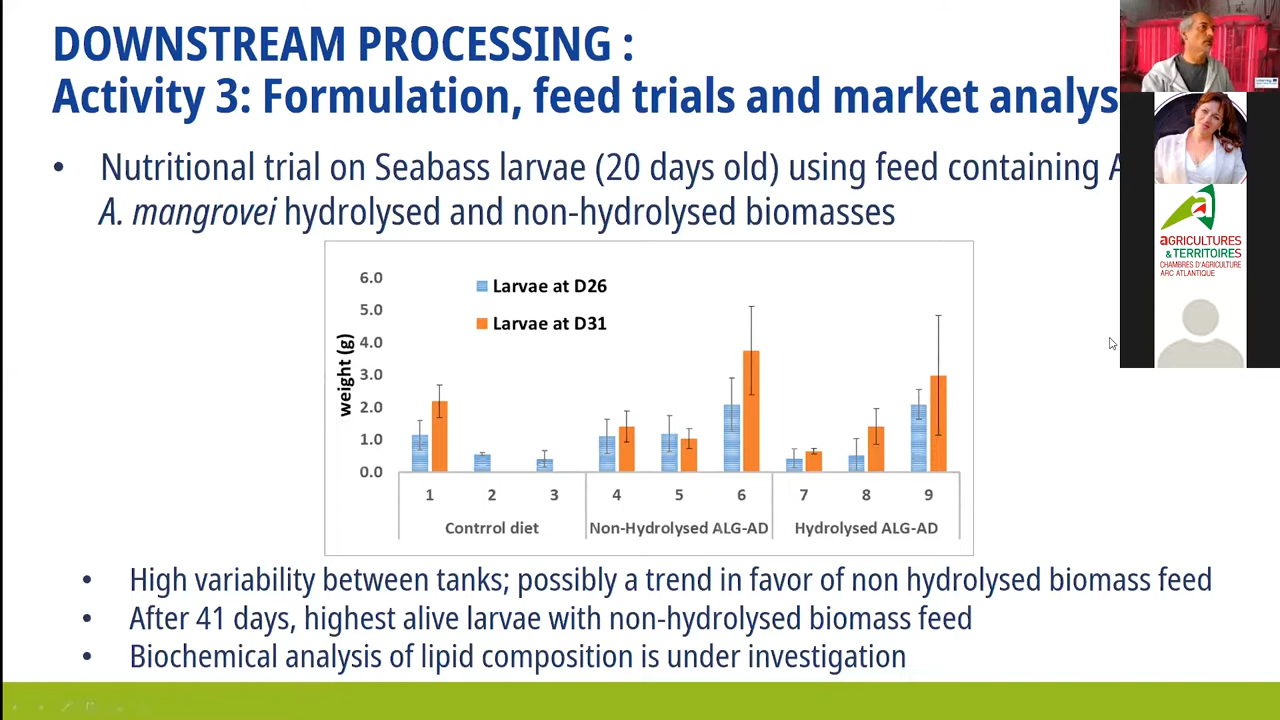 DOWNSTREAM PROCESSING :
Activity 3: Formulation, feed trials and market analys
• Nutritional trial on Seabass larvae (20 days old) using feed containing A
A. mangrovei hydrolysed and non-hydrolysed biomasses
aGRICULTURES
& TERRITOIRES
CHAMBRES D'AGRICULTURE
ARC ATLANTIQUE
weight (g)
6.0
5.0
4.0
3.0
2.0
1.0
0.0
Larvae at D26
Larvae at D31
1 2 3 4 5 6 7 8 9
Contrrol diet Non-Hydrolysed ALG-AD Hydrolysed ALG-AD
• High variability between tanks; possibly a trend in favor of non hydrolysed biomass feed
• After 41 days, highest alive larvae with non-hydrolysed biomass feed
• Biochemical analysis of lipid composition is under investigation